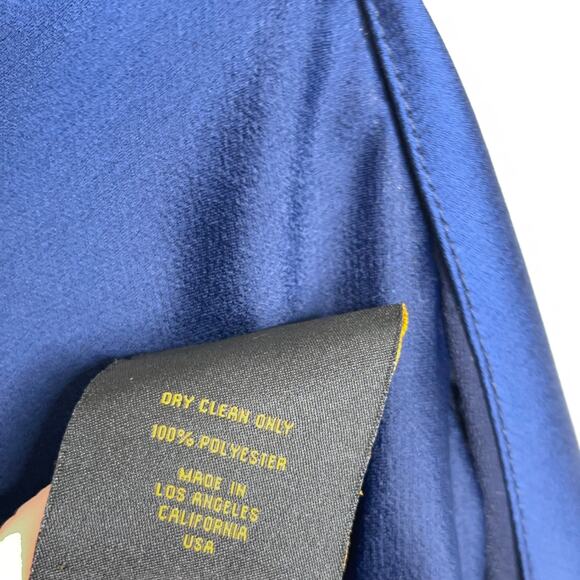 DRY CLEAN ONLY
100% POLYESTER
MADE IN
LOS ANGELES
CALIFORNIA
USA